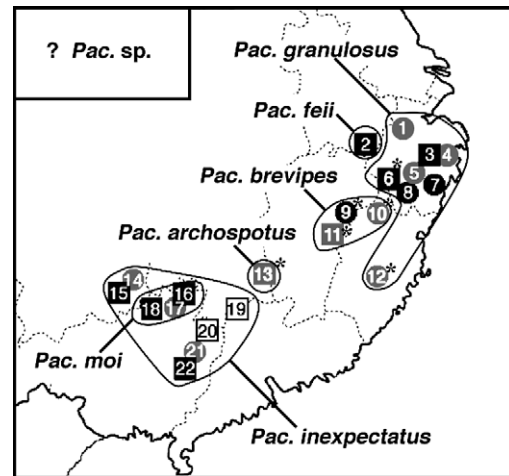 ? Pac. sp.
Pac. granulosus
Pac. feii
1
2
3 4
5
6 *
7
8
Pac. brevipes
9 * 10 *
11 *
Pac. archospotus
13 *
12 *
14
15
16
17
18
19
20
21
22
Pac. moi
Pac. inexpectatus